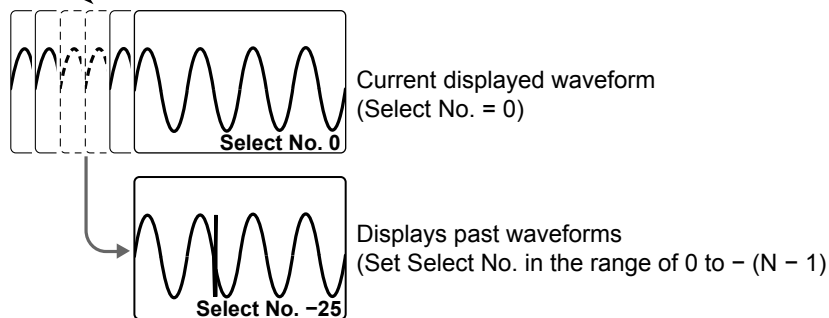 Current displayed waveform
(Select No. = 0)
Select No. 0
Displays past waveforms
(Set Select No. in the range of 0 to − (N − 1)
Select No. −25